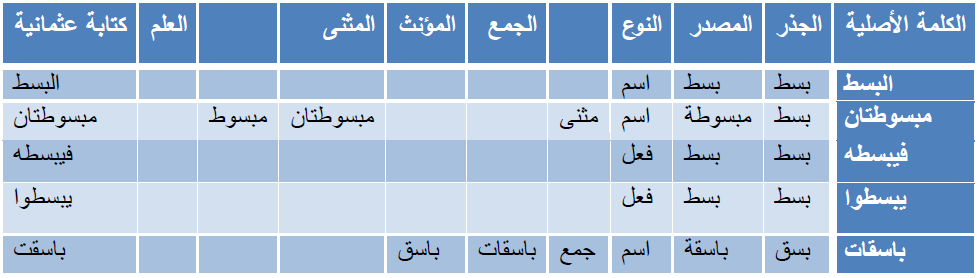 الكلمة الأصلية الجذر المصدر النوع الجمع المؤنث المثنى العلم كتابة عثمانية
البسط بسط بسط اسم البسط
مبسوطتان بسط مبسوطة اسم مثنى مبسوطتان مبسوط مبسوطتان
فيبسطه بسط بسط فعل فيبسطه
يبسطوا بسط بسط فعل يبسطوا
باسقات بسق باسقة اسم جمع باسقات باسق باسقت